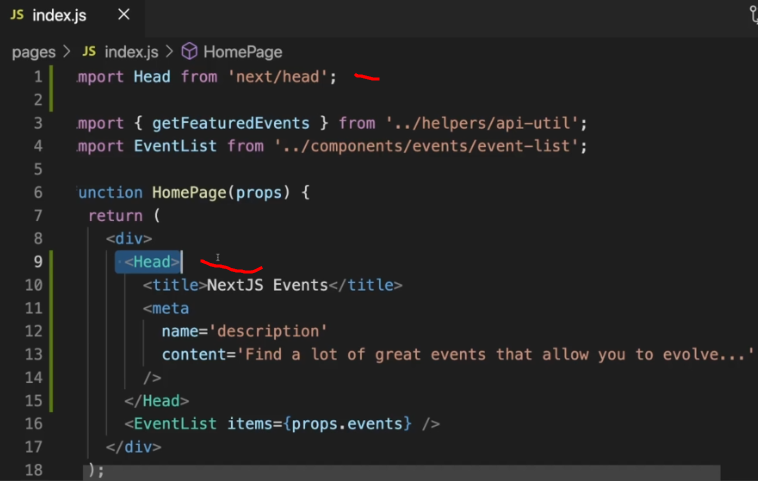 JS index.js ×
pages > JS index.js > HomePage
1 mport Head from 'next/head';
2
3 mport { getFeaturedEvents } from '../helpers/api-util';
4 mport EventList from '../components/events/event-list';
5
6 unction HomePage(props) {
7 return (
8 <div>
9 <Head>
10 <title>NextJS Events</title>
11 <meta
12 name='description'
13 content='Find a lot of great events that allow you to evolve...'
14 />
15 </Head>
16 <EventList items={props.events} />
17 </div>
18 );